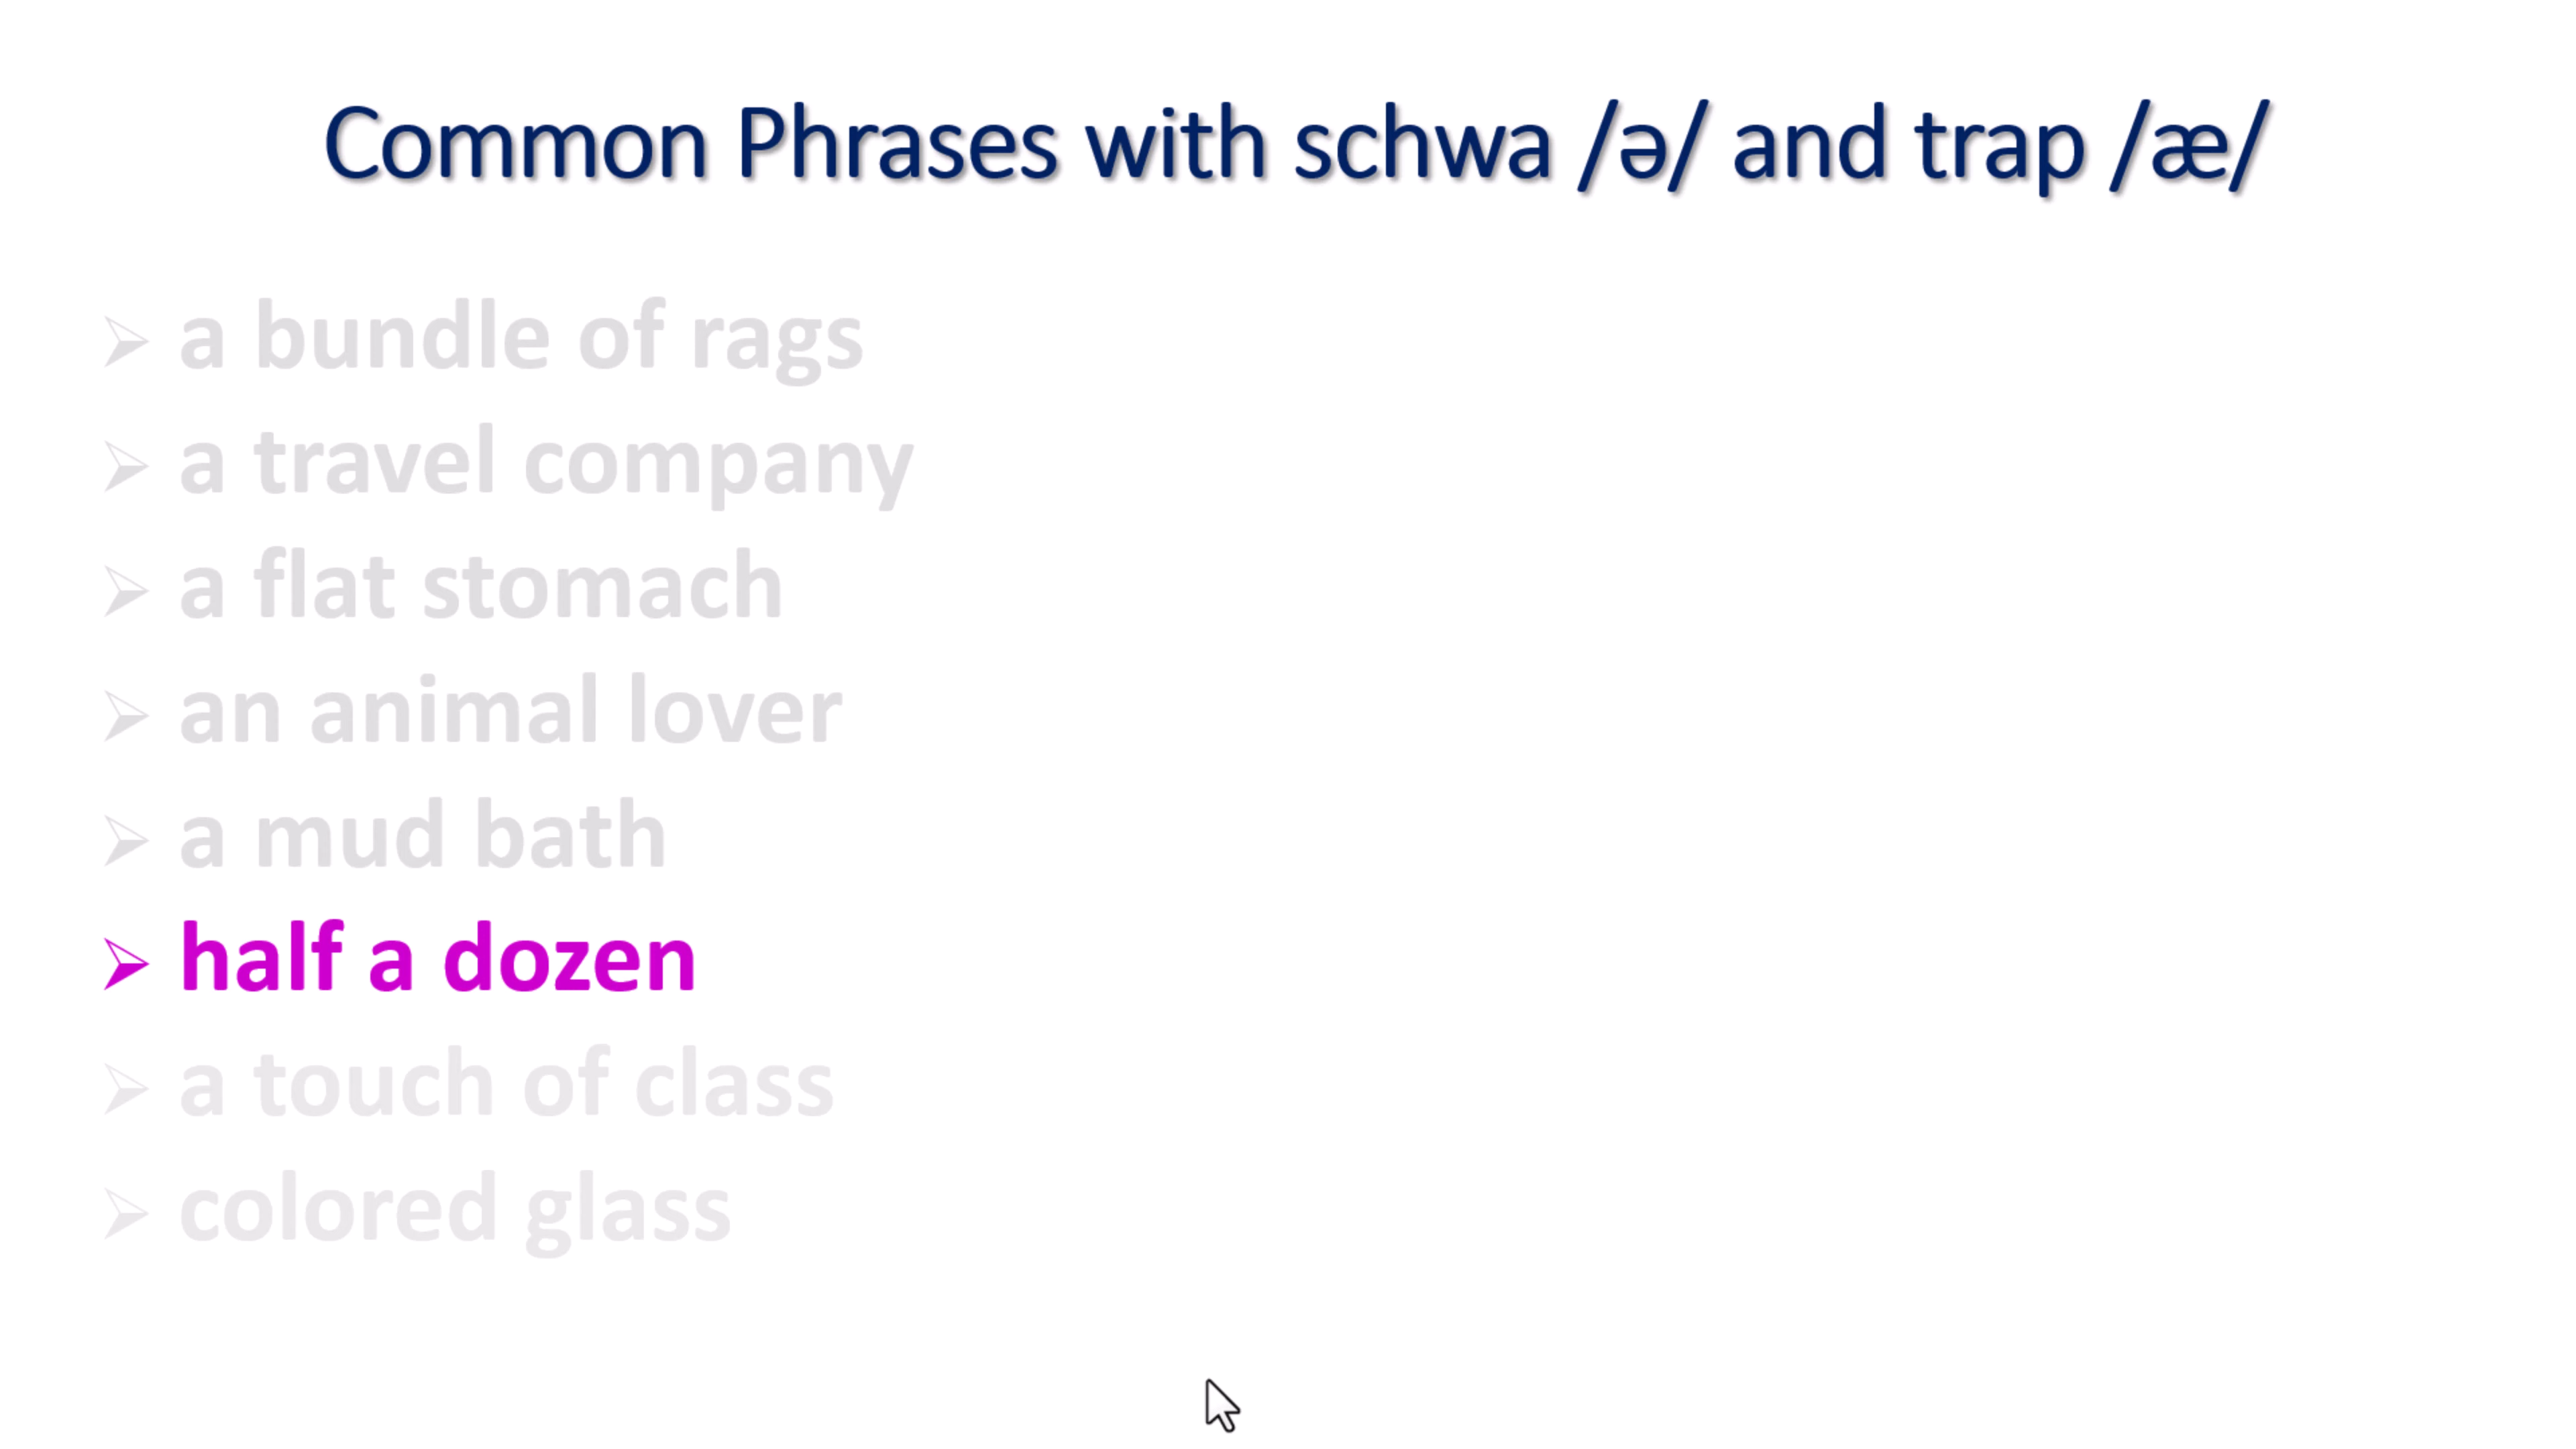 Common Phrases with schwa /ə/ and trap /æ/
➢ a bundle of rags
➢ a travel company
➢ a flat stomach
➢ an animal lover
➢ a mud bath
➢ half a dozen
➢ a touch of class
➢ colored glass